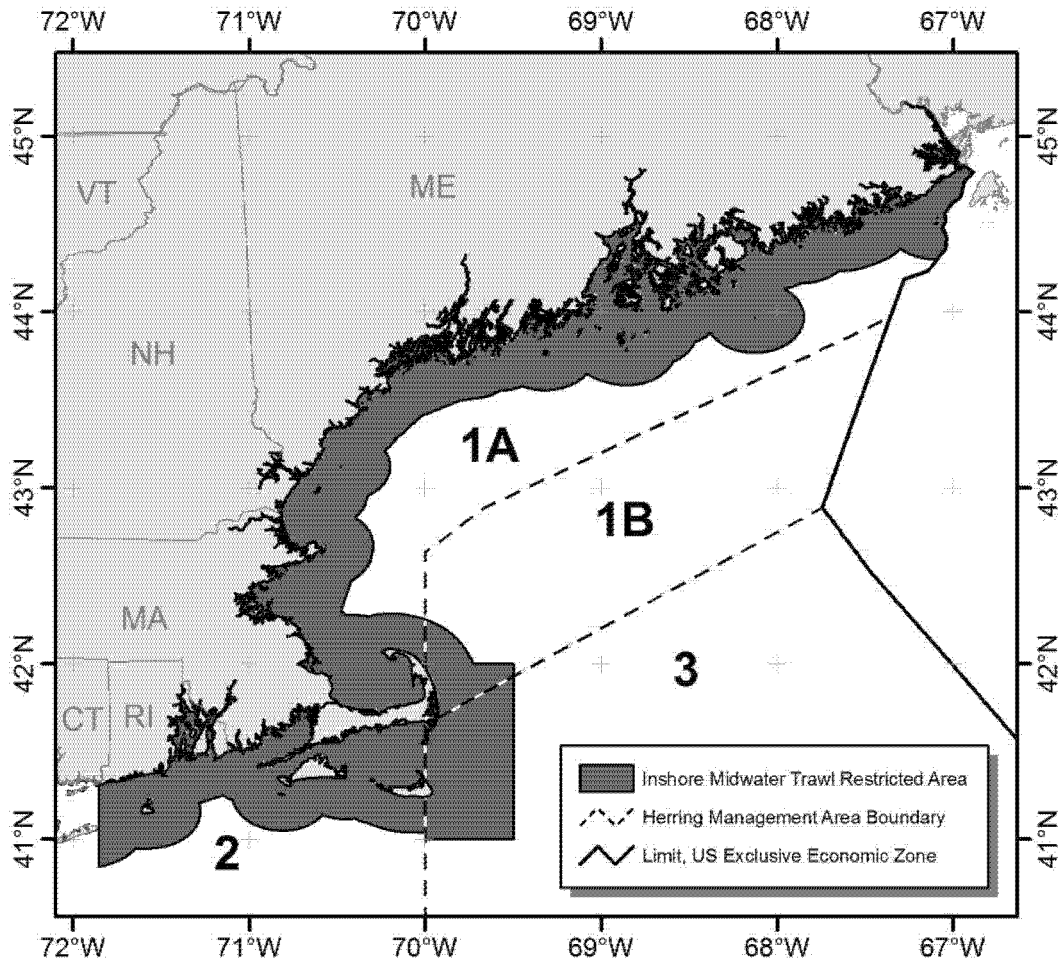 72°W 71°W 70°W 69°W 68°W 67°W
45°N 45°N
VT ME
44°N 44°N
NH
1A
43°N 43°N
1B
MA
42°N 42°N
3
CT RI
Inshore Midwater Trawl Restricted Area
Herring Management Area Boundary
41°N 41°N
2
Limit, US Exclusive Economic Zone
72°W 71°W 70°W 69°W 68°W 67°W